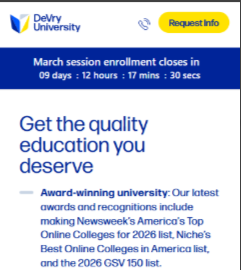 DeVry
University
Request Info
March session enrollment closes in
09 days : 12 hours : 17 mins : 30 secs
Get the quality
education you
deserve
Award-winning university: Our latest
awards and recognitions include
making Newsweek's America's Top
Online Colleges for 2026 list, Niche's
Best Online Colleges in America list,
and the 2026 GSV 150 list.